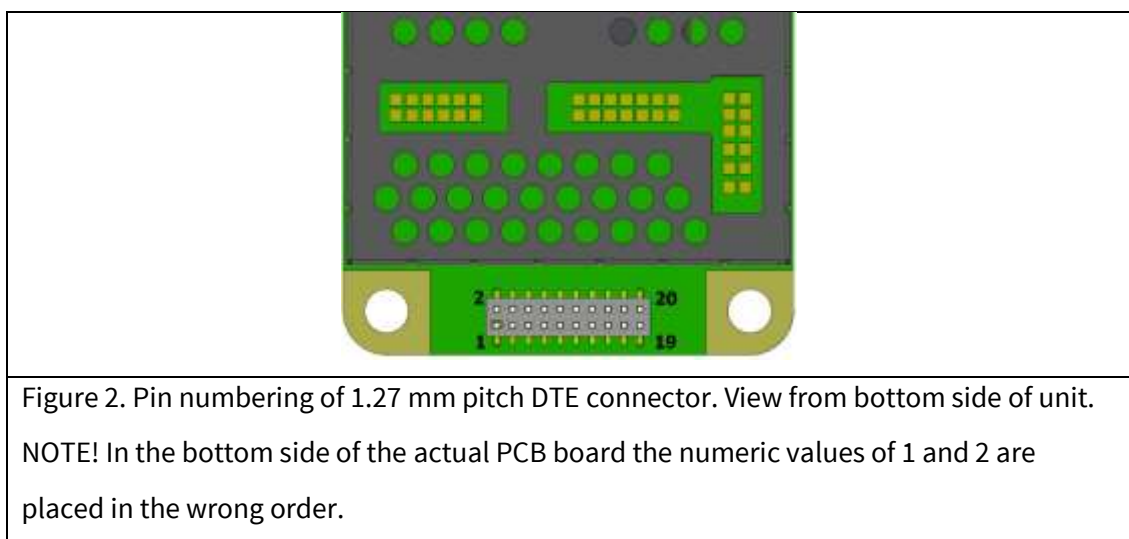 2 20
1 19
Figure 2. Pin numbering of 1.27 mm pitch DTE connector. View from bottom side of unit.
NOTE! In the bottom side of the actual PCB board the numeric values of 1 and 2 are
placed in the wrong order.